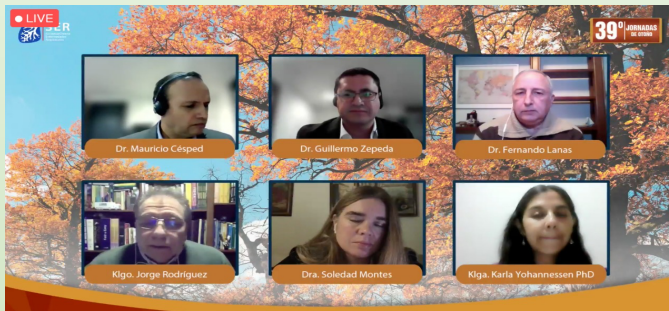 LIVE
SER
39º JORNADAS
DE OTOÑO
Dr. Mauricio Césped
Dr. Guillermo Zepeda
Dr. Fernando Lanas
Klgo. Jorge Rodríguez
Dra. Soledad Montes
Klga. Karla Yohannessen PhD